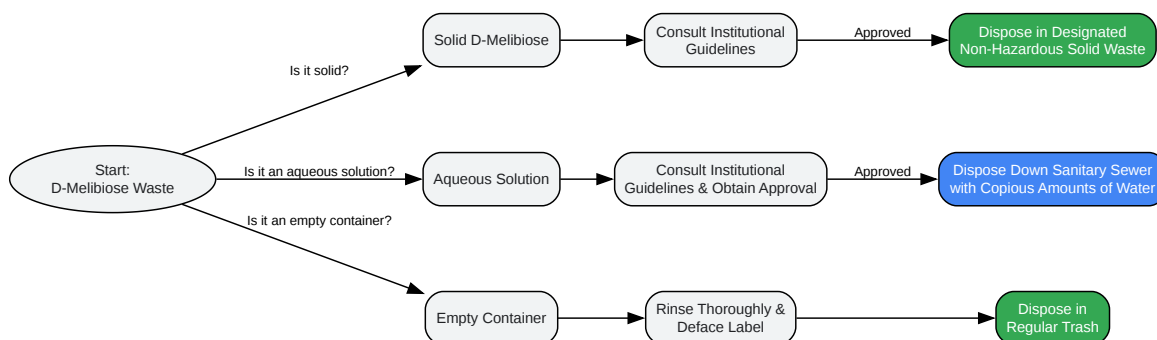 Solid D-Melibiose
Consult Institutional
Guidelines
Approved
Dispose in Designated
Non-Hazardous Solid Waste
Is it solid?
Start:
D-Melibiose Waste
Is it an aqueous solution?
Aqueous Solution
Consult Institutional
Guidelines & Obtain Approval
Approved
Dispose Down Sanitary Sewer
with Copious Amounts of Water
Is it an empty container?
Empty Container
Rinse Thoroughly &
Deface Label
Dispose in
Regular Trash